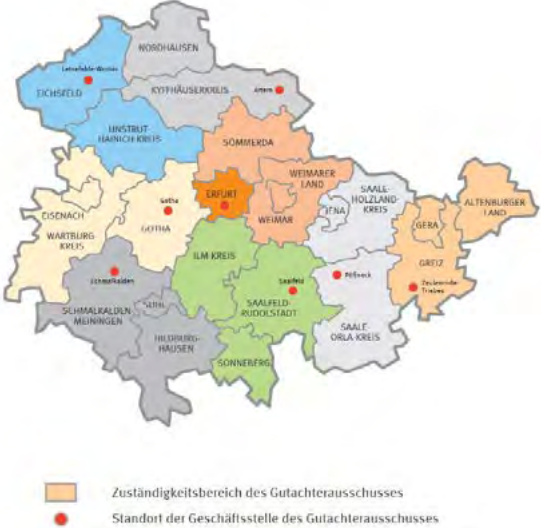 NORDHAUSEN
EICHSFELD
KYFFHÄUSERKREIS
Artern
UNSTRUT-
HAINICH-KREIS
SÖMMERDA
WEIMARER
LAND
ERFURT
WEIMAR
JENA
SAALE-
HOLZLAND-
KREIS
ALTENBURGER
LAND
GERA
GREIZ
Zeulenroda-
Triebes
EISENACH
WARTBURG
KREIS
Gotha
GOTHA
ILM-KREIS
Schmalkalden
SCHMALKALDEN
MEININGEN
SUHL
HILDBURG-
HAUSEN
Saalfeld
SAALFELD-
RUDOLSTADT
SONNEBERG
Pößneck
SAALE-
ORLA-KREIS
Zuständigkeitsbereich des Gutachterausschusses
Standort der Geschäftsstelle des Gutachterausschusses